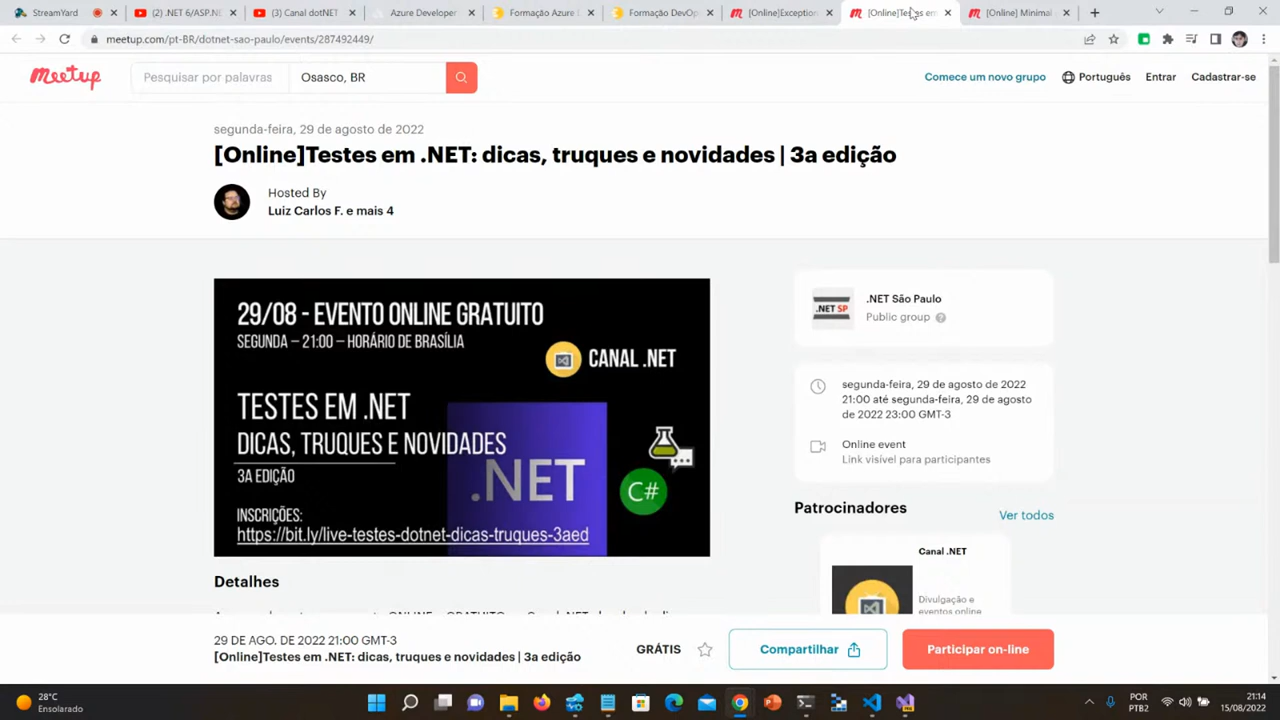 StreamYard
(2) .NET 6/ASP.NE
(3) Canal dotNET
Azure Developer
Formação Azure
Formação DevOp
[Online]Exception
[Online]Testes em
[Online] Minimal
meetup.com/pt-BR/dotnet-sao-paulo/events/287492449/
Meetup
Pesquisar por palavras
Osasco, BR
Comece um novo grupo
Português
Entrar
Cadastrar-se
segunda-feira, 29 de agosto de 2022
[Online]Testes em .NET: dicas, truques e novidades | 3a edição
Hosted By
Luiz Carlos F. e mais 4
29/08 - EVENTO ONLINE GRATUITO
SEGUNDA – 21:00 – HORÁRIO DE BRASÍLIA
CANAL .NET
TESTES EM .NET
DICAS, TRUQUES E NOVIDADES
3A EDIÇÃO
.NET
C#
INSCRIÇÕES:
https://bit.ly/live-testes-dotnet-dicas-truques-3aed
.NET SP
.NET São Paulo
Public group
segunda-feira, 29 de agosto de 2022
21:00 até segunda-feira, 29 de agosto
de 2022 23:00 GMT-3
Online event
Link visível para participantes
Patrocinadores
Ver todos
Canal .NET
Divulgação e
eventos online
Detalhes
29 DE AGO. DE 2022 21:00 GMT-3
[Online]Testes em .NET: dicas, truques e novidades | 3a edição
GRÁTIS
Compartilhar
Participar on-line
28°C
Ensolarado
POR
PTB2
21:14
15/08/2022